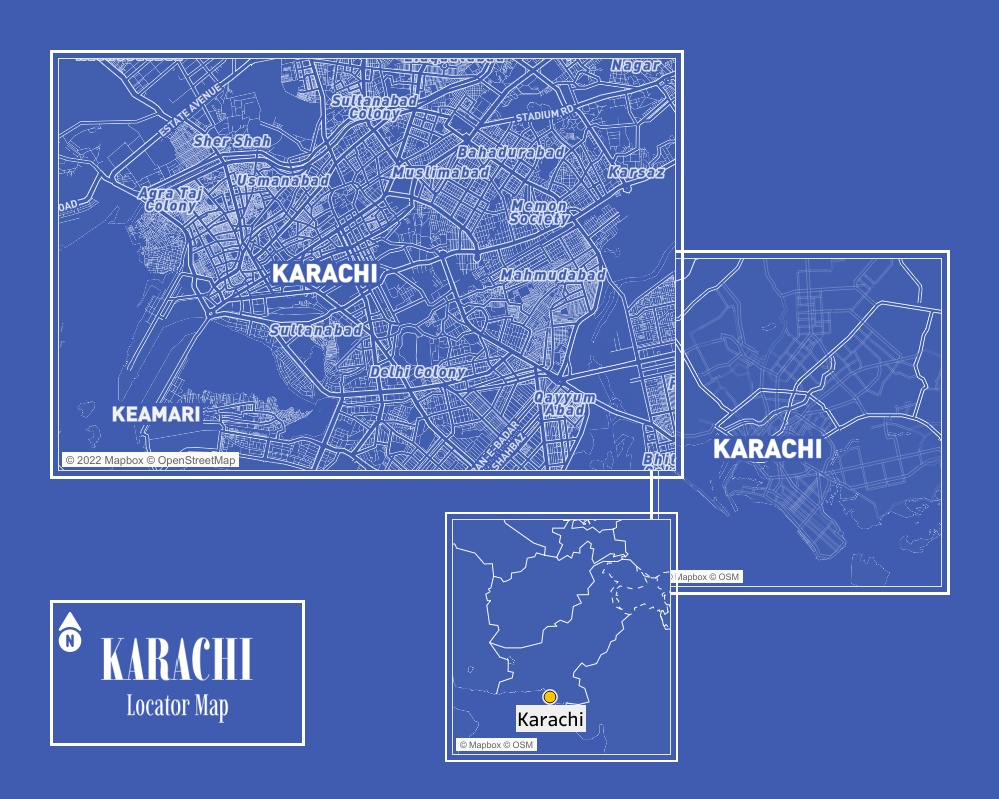 Nagar
Sultanabad
Colony
ESTATE AVENUE
STADIUM RD
Sher Shah
Bahadurabad
Muslimabad
Karsaz
Usmanabad
Agra Taj
Colony
OAD
Memon
Society
KARACHI
Mahmudabad
Sultanabad
Delhi Colony
Qayyum
Abad
KEAMARI
SHAHBAZ
© 2022 Mapbox © OpenStreetMap
KARACHI
Mapbox © OSM
Karachi
© Mapbox © OSM
N
KARACHI
Locator Map